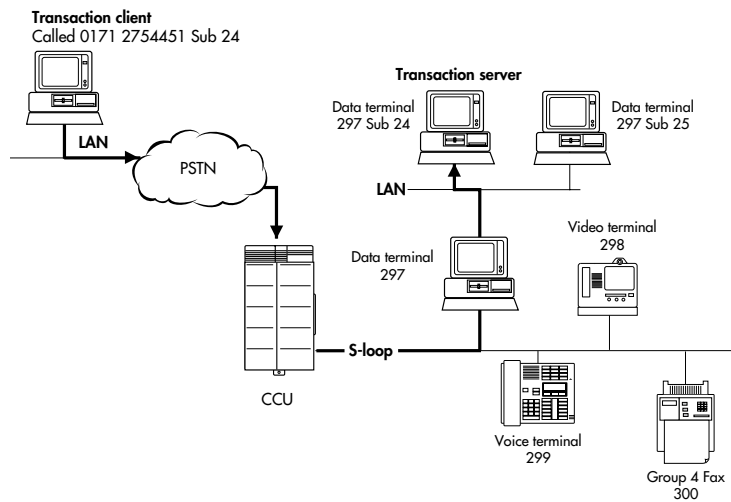 Transaction client
Called 0171 2754451 Sub 24
LAN
PSTN
Transaction server
Data terminal
297 Sub 24
Data terminal
297 Sub 25
LAN
Data terminal
297
Video terminal
298
S-loop
CCU
Voice terminal
299
Group 4 Fax
300